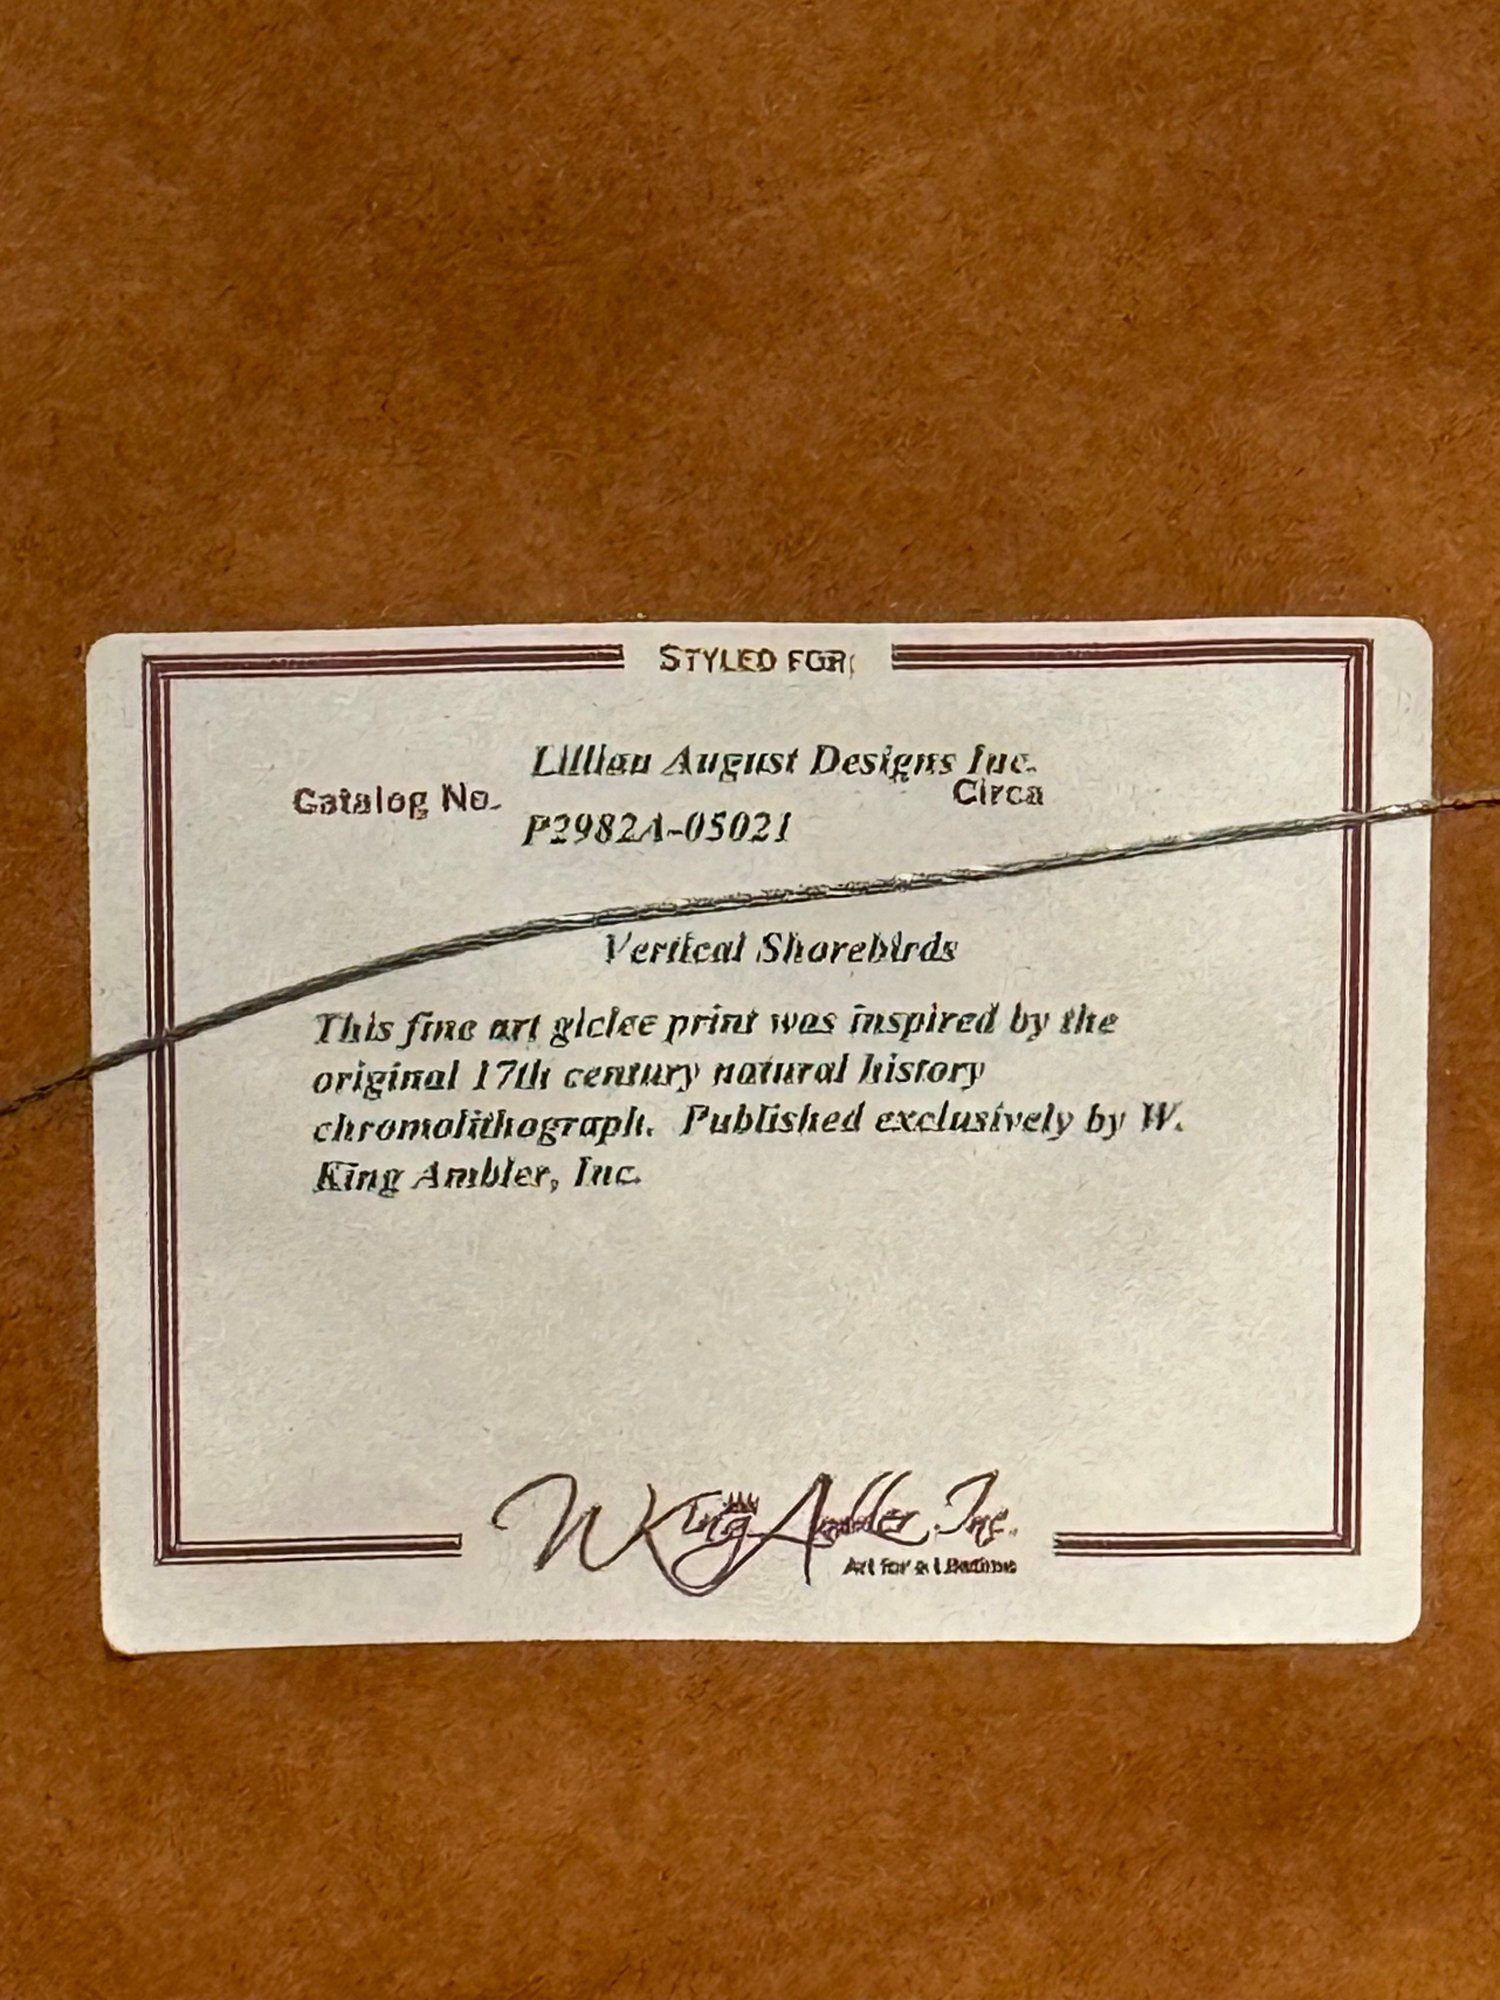 STYLED FOR:
Lillian August Designs Inc.
Catalog No. Circa
P2982A-05021
Vertical Shorebirds
This fine art giclee print was inspired by the
original 17th century natural history
chromolithograph. Published exclusively by W.
King Ambler, Inc.
W King Ambler, Inc.
Art for a Lifetime